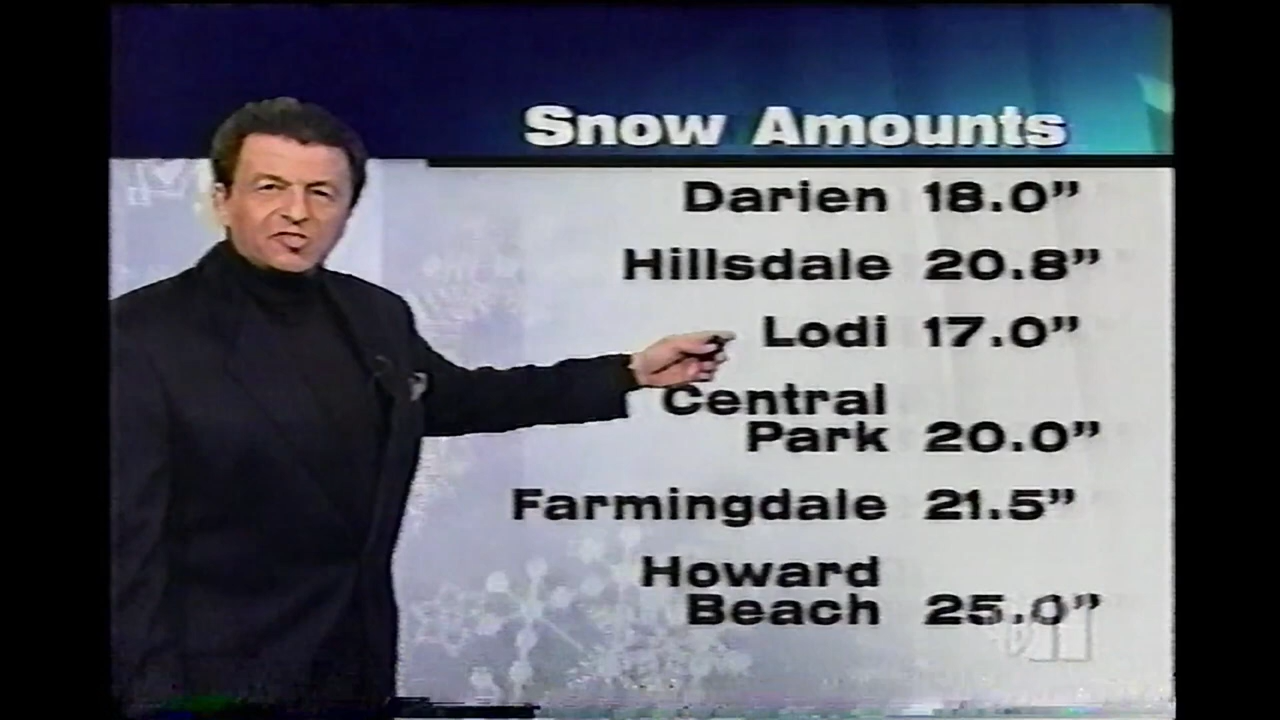 Snow Amounts
Darien 18.0”
Hillsdale 20.8”
Lodi 17.0”
Central
Park 20.0”
Farmingdale 21.5”
Howard
Beach 25.0”
11